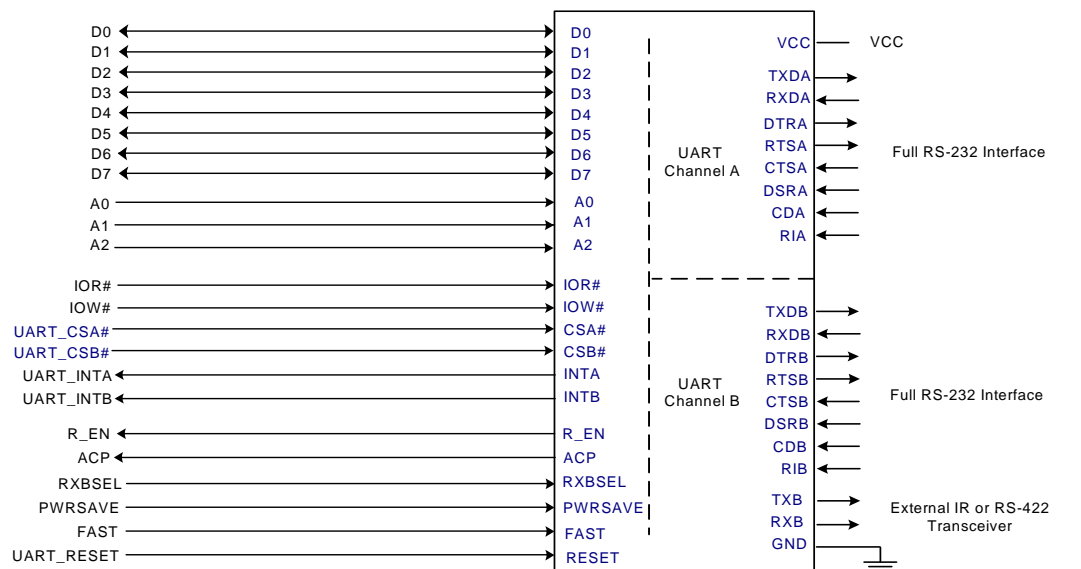 D0
D1
D2
D3
D4
D5
D6
D7
A0
A1
A2
IOR#
IOW#
UART_CSA#
UART_CSB#
UART_INTA
UART_INTB
R_EN
ACP
RXBSEL
PWRSAVE
FAST
UART_RESET
D0
D1
D2
D3
D4
D5
D6
D7
A0
A1
A2
IOR#
IOW#
CSA#
CSB#
INTA
INTB
R_EN
ACP
RXBSEL
PWRSAVE
FAST
RESET
UART
Channel A
UART
Channel B
VCC
TXDA
RXDA
DTRA
RTSA
CTSA
DSRA
CDA
RIA
TXDB
RXDB
DTRB
RTSB
CTSB
DSRB
CDB
RIB
TXB
RXB
GND
VCC
Full RS-232 Interface
Full RS-232 Interface
External IR or RS-422
Transceiver